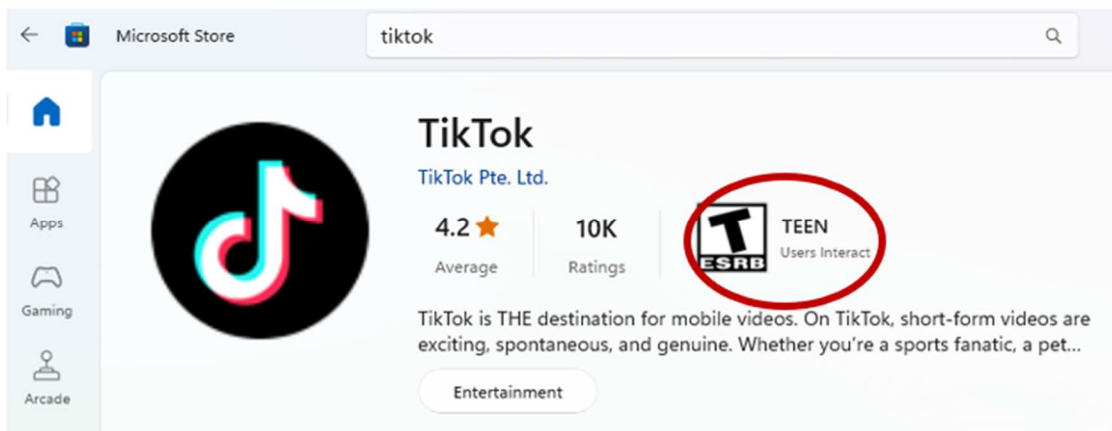 Microsoft Store
tiktok
TikTok
TikTok Pte. Ltd.
4.2
10K
T
ESRB
TEEN
Users Interact
Average
Ratings
Apps
Gaming
Arcade
TikTok is THE destination for mobile videos. On TikTok, short-form videos are
exciting, spontaneous, and genuine. Whether you’re a sports fanatic, a pet...
Entertainment